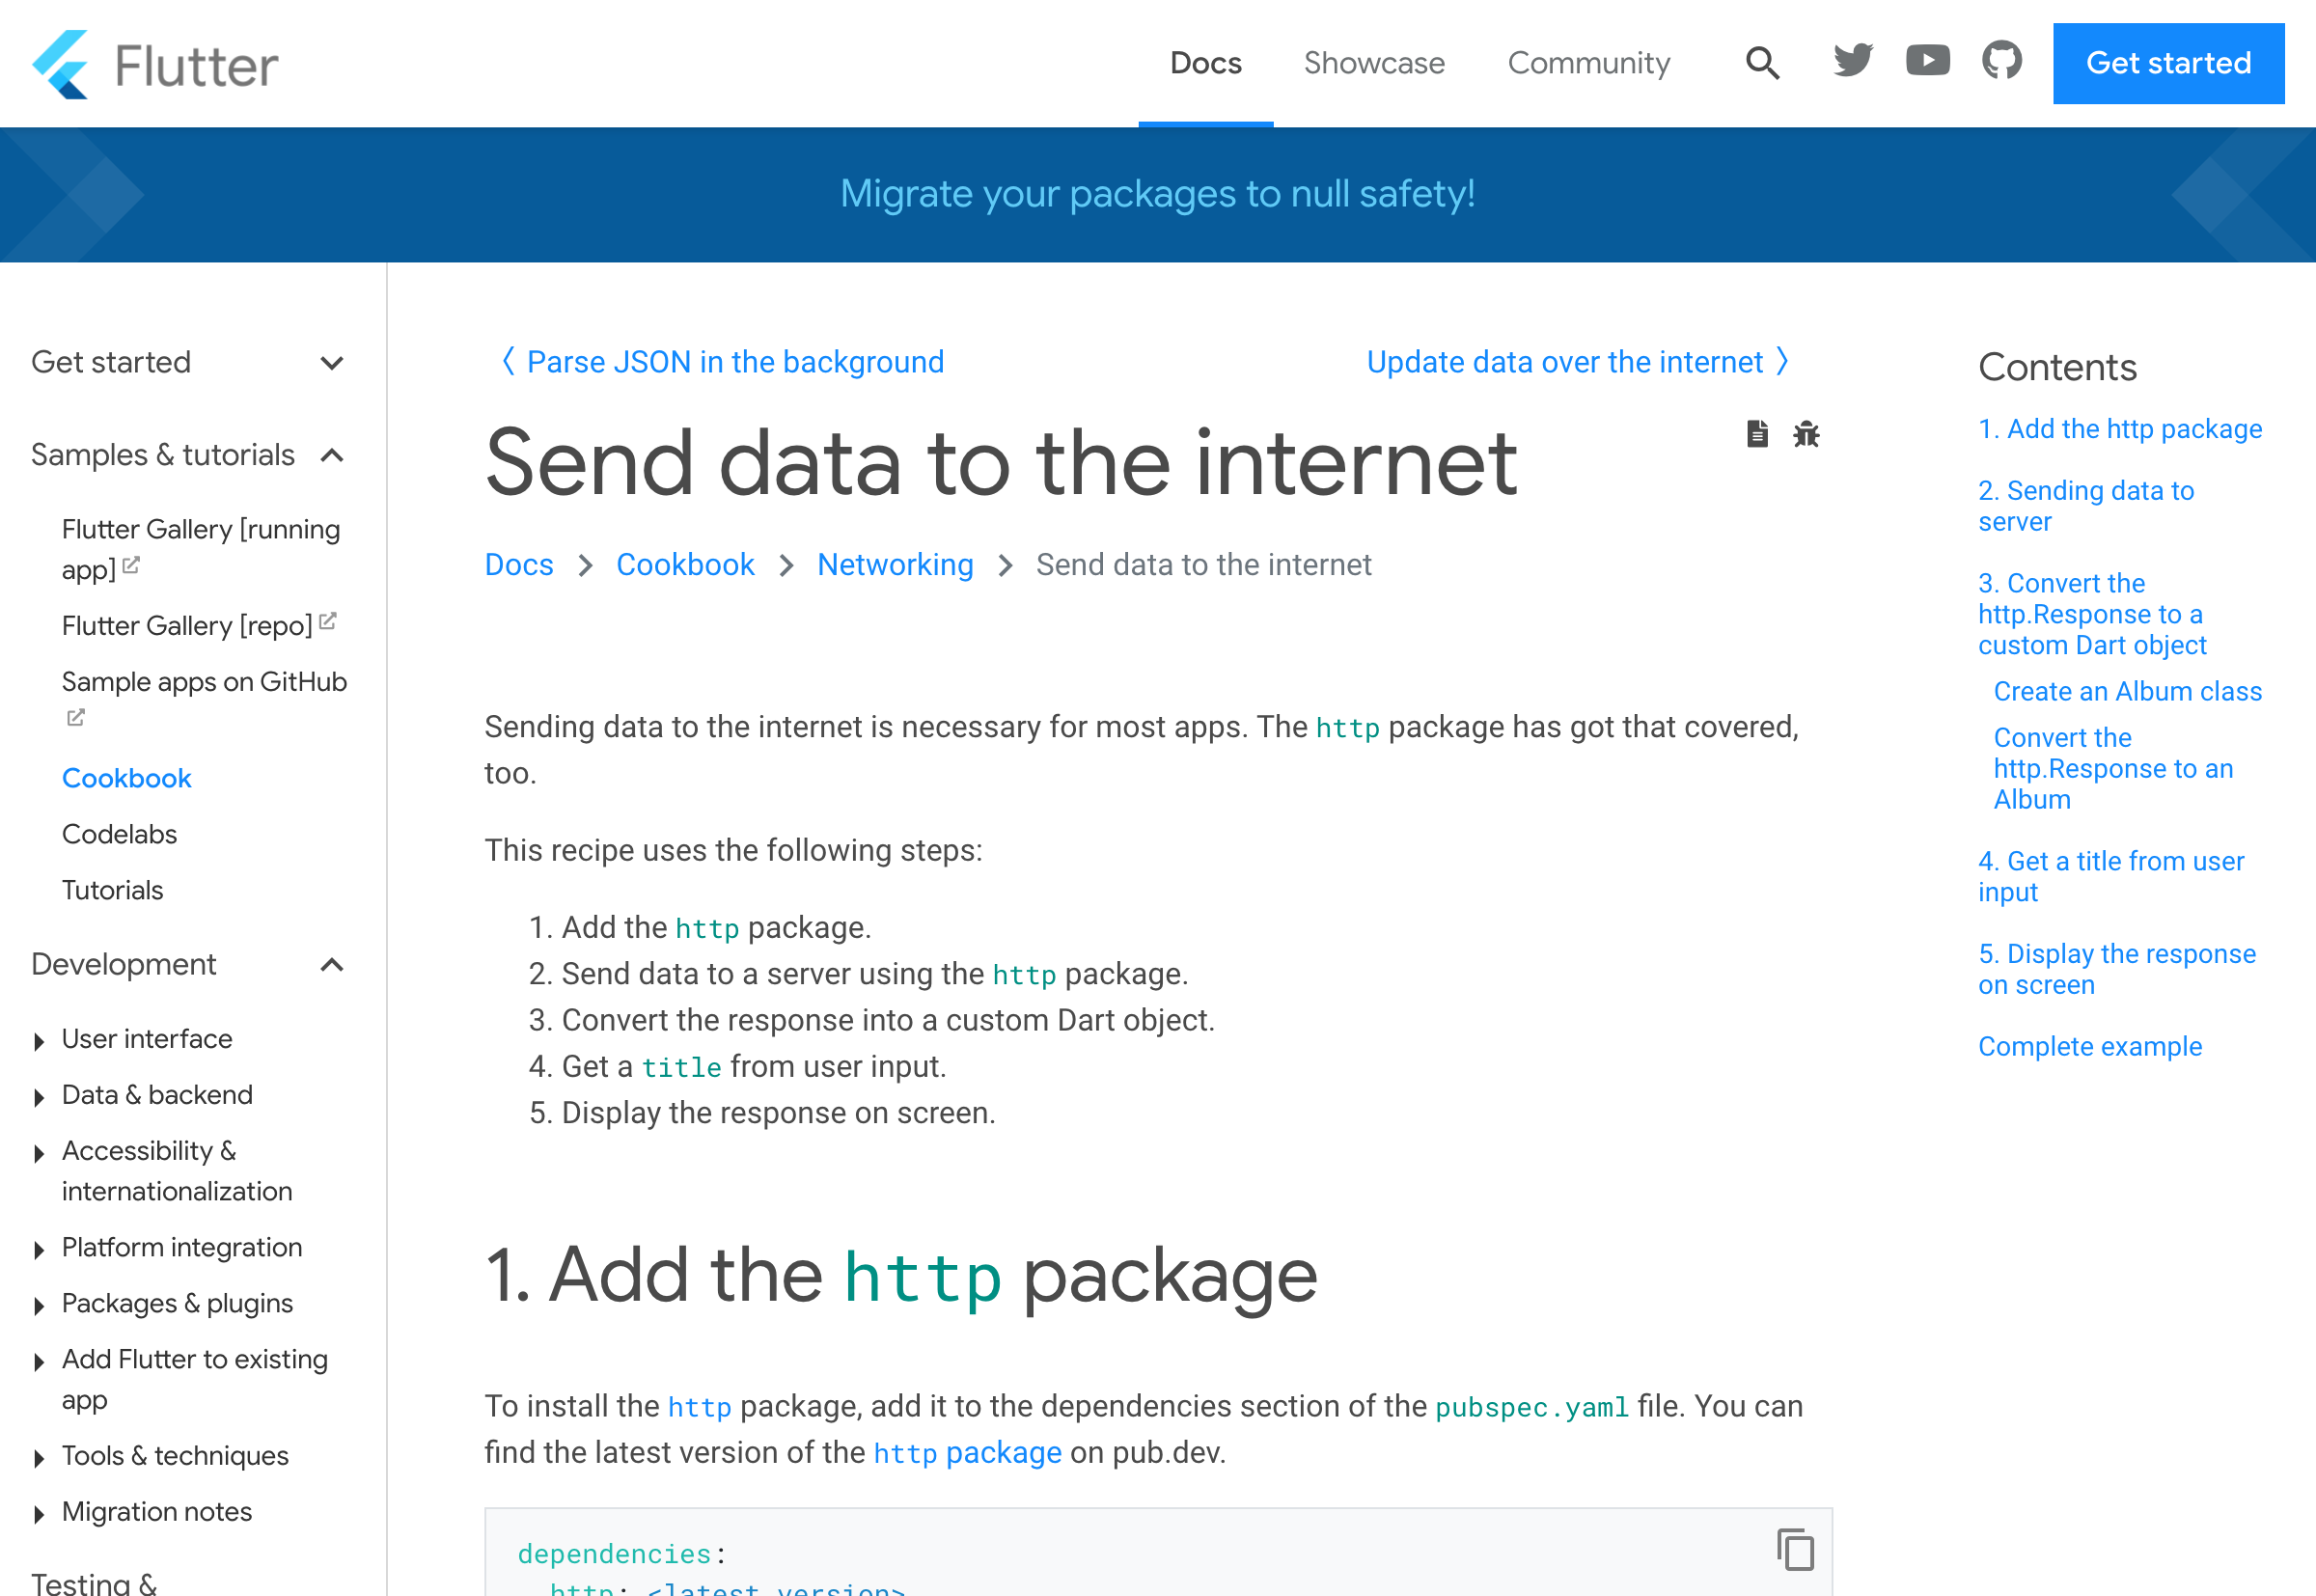 Flutter
Docs
Showcase
Community
Get started
Migrate your packages to null safety!
Get started
Samples & tutorials
Flutter Gallery [running
app]
Flutter Gallery [repo]
Sample apps on GitHub
Cookbook
Codelabs
Tutorials
Development
User interface
Data & backend
Accessibility &
internationalization
Platform integration
Packages & plugins
Add Flutter to existing
app
Tools & techniques
Migration notes
Testing &
〈 Parse JSON in the background
Update data over the internet 〉
Send data to the internet
Docs > Cookbook > Networking > Send data to the internet
Sending data to the internet is necessary for most apps. The http package has got that covered,
too.
This recipe uses the following steps:
1. Add the http package.
2. Send data to a server using the http package.
3. Convert the response into a custom Dart object.
4. Get a title from user input.
5. Display the response on screen.
1. Add the http package
To install the http package, add it to the dependencies section of the pubspec.yaml file. You can
find the latest version of the http package on pub.dev.
dependencies:
http: <latest_version>
Contents
1. Add the http package
2. Sending data to
server
3. Convert the
http.Response to a
custom Dart object
Create an Album class
Convert the
http.Response to an
Album
4. Get a title from user
input
5. Display the response
on screen
Complete example